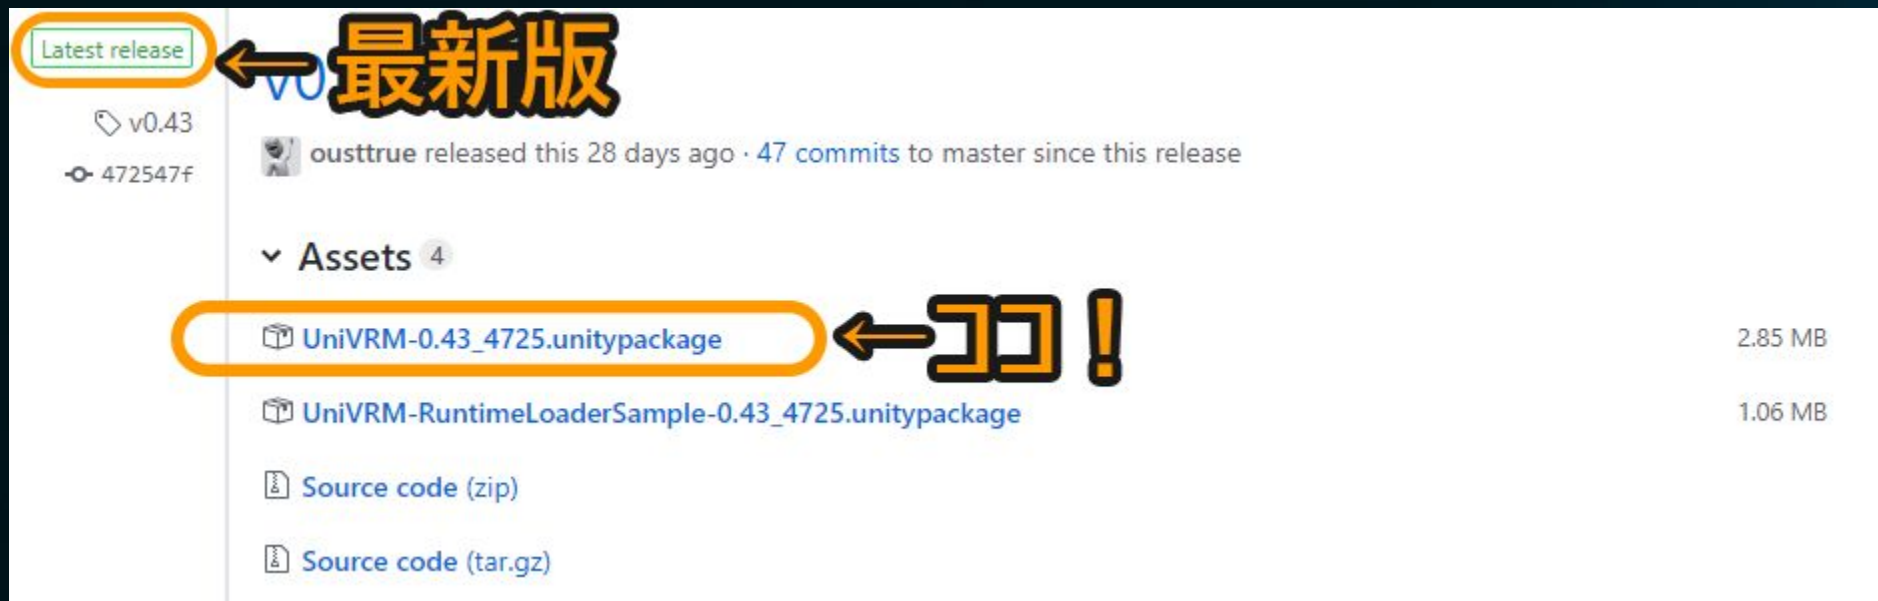 Latest release
←最新版
v0.43
472547f
ousttrue released this 28 days ago · 47 commits to master since this release
Assets 4
UniVRM-0.43_4725.unitypackage ←ココ！ 2.85 MB
UniVRM-RuntimeLoaderSample-0.43_4725.unitypackage 1.06 MB
Source code (zip)
Source code (tar.gz)